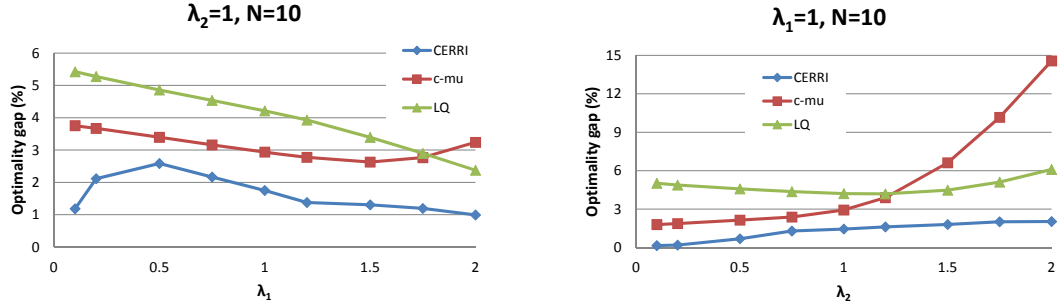 λ2=1, N=10
Optimality gap (%)
6
5
4
3
2
1
0
0
0.5
1
1.5
2
λ1
CERRI
c-mu
LQ
λ1=1, N=10
Optimality gap (%)
15
12
9
6
3
0
0
0.5
1
1.5
2
λ2
CERRI
c-mu
LQ